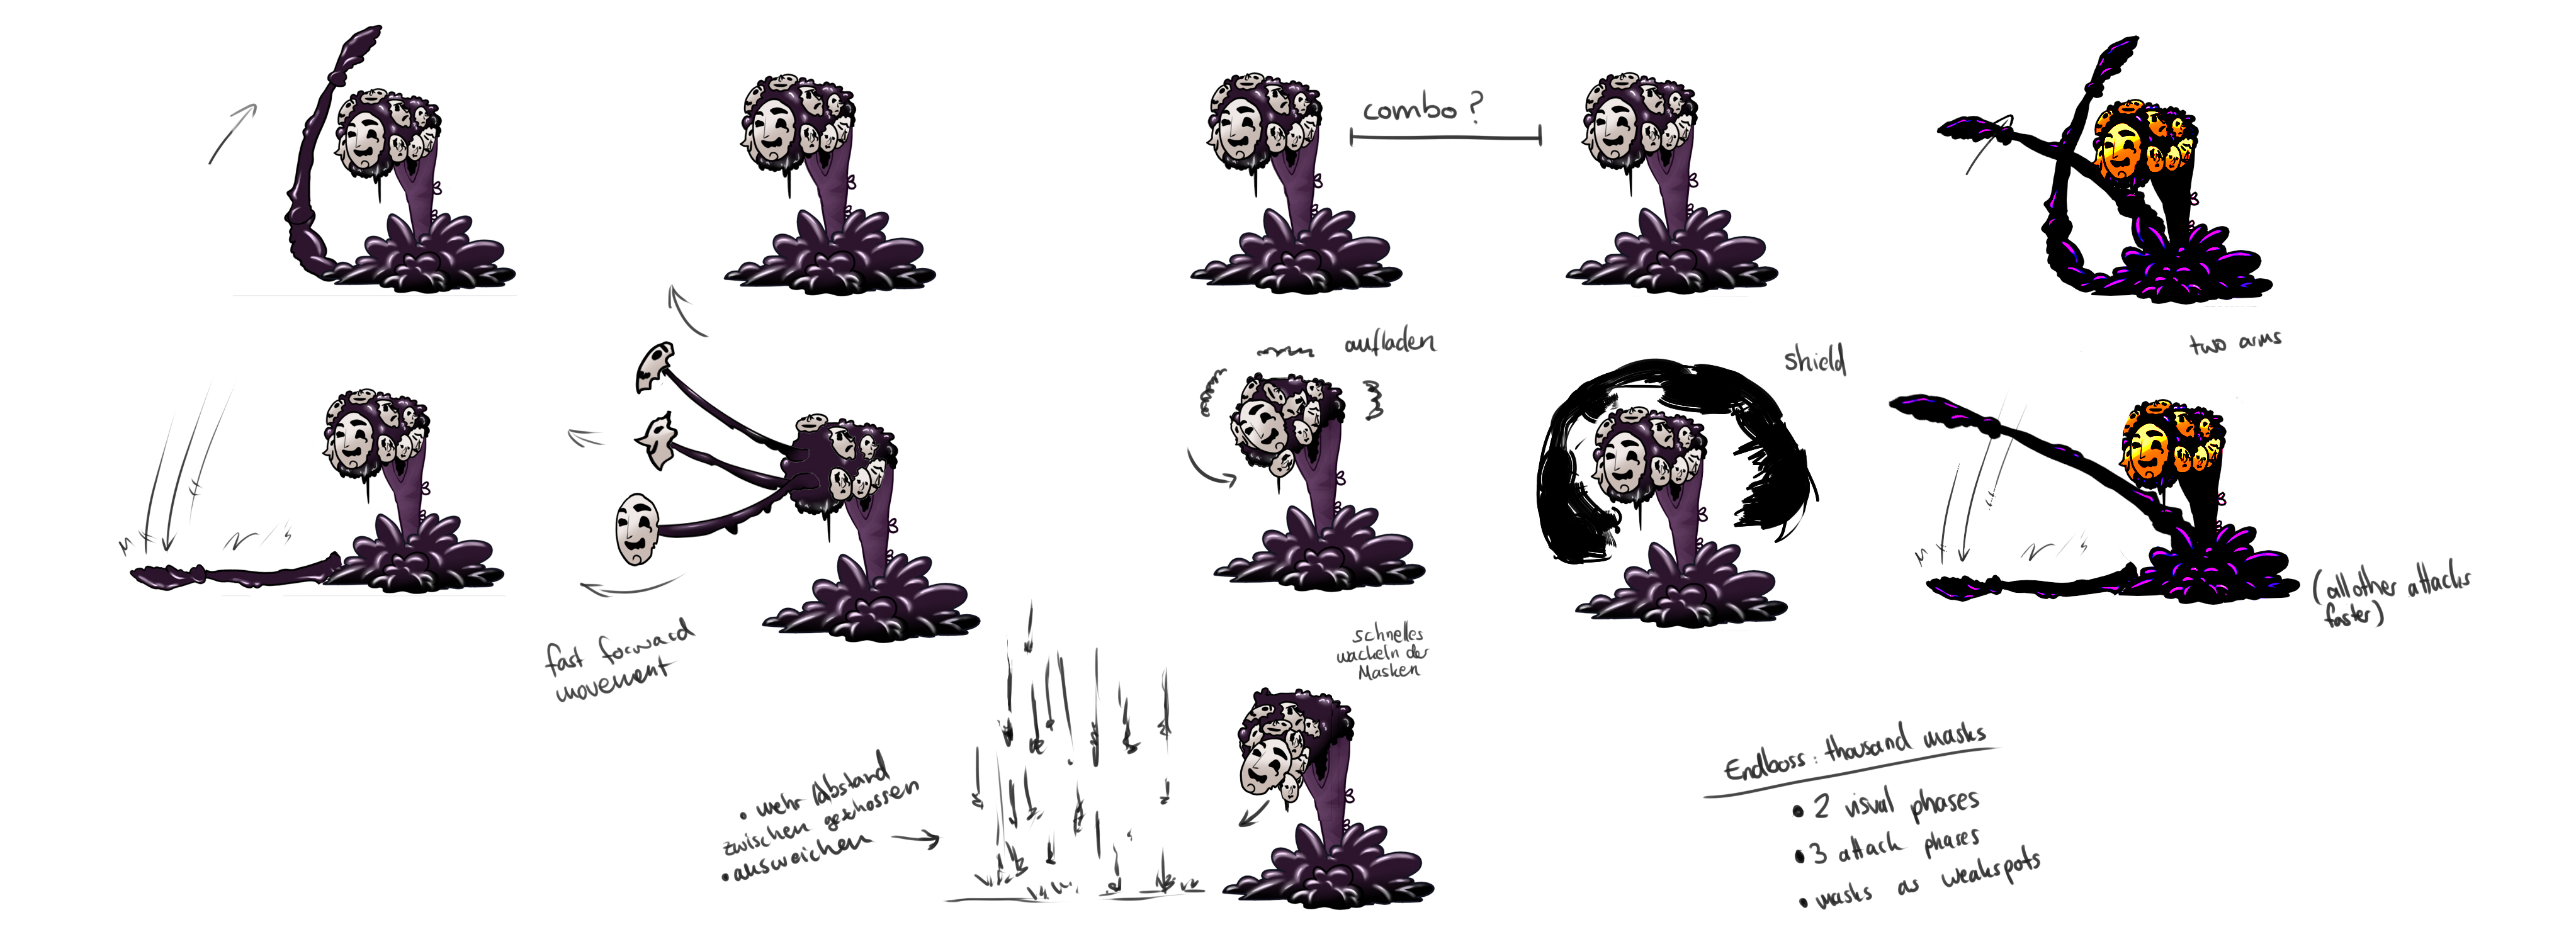 combo?
aufladen
shield
two arms
(all other attacks
faster)
fast forward
movement
schnelles
wackeln der
Masken
• mehr Abstand
zwischen geschossen
• ausweichen
Endboss: thousand masks
• 2 visual phases
• 3 attack phases
• masks as weakspots